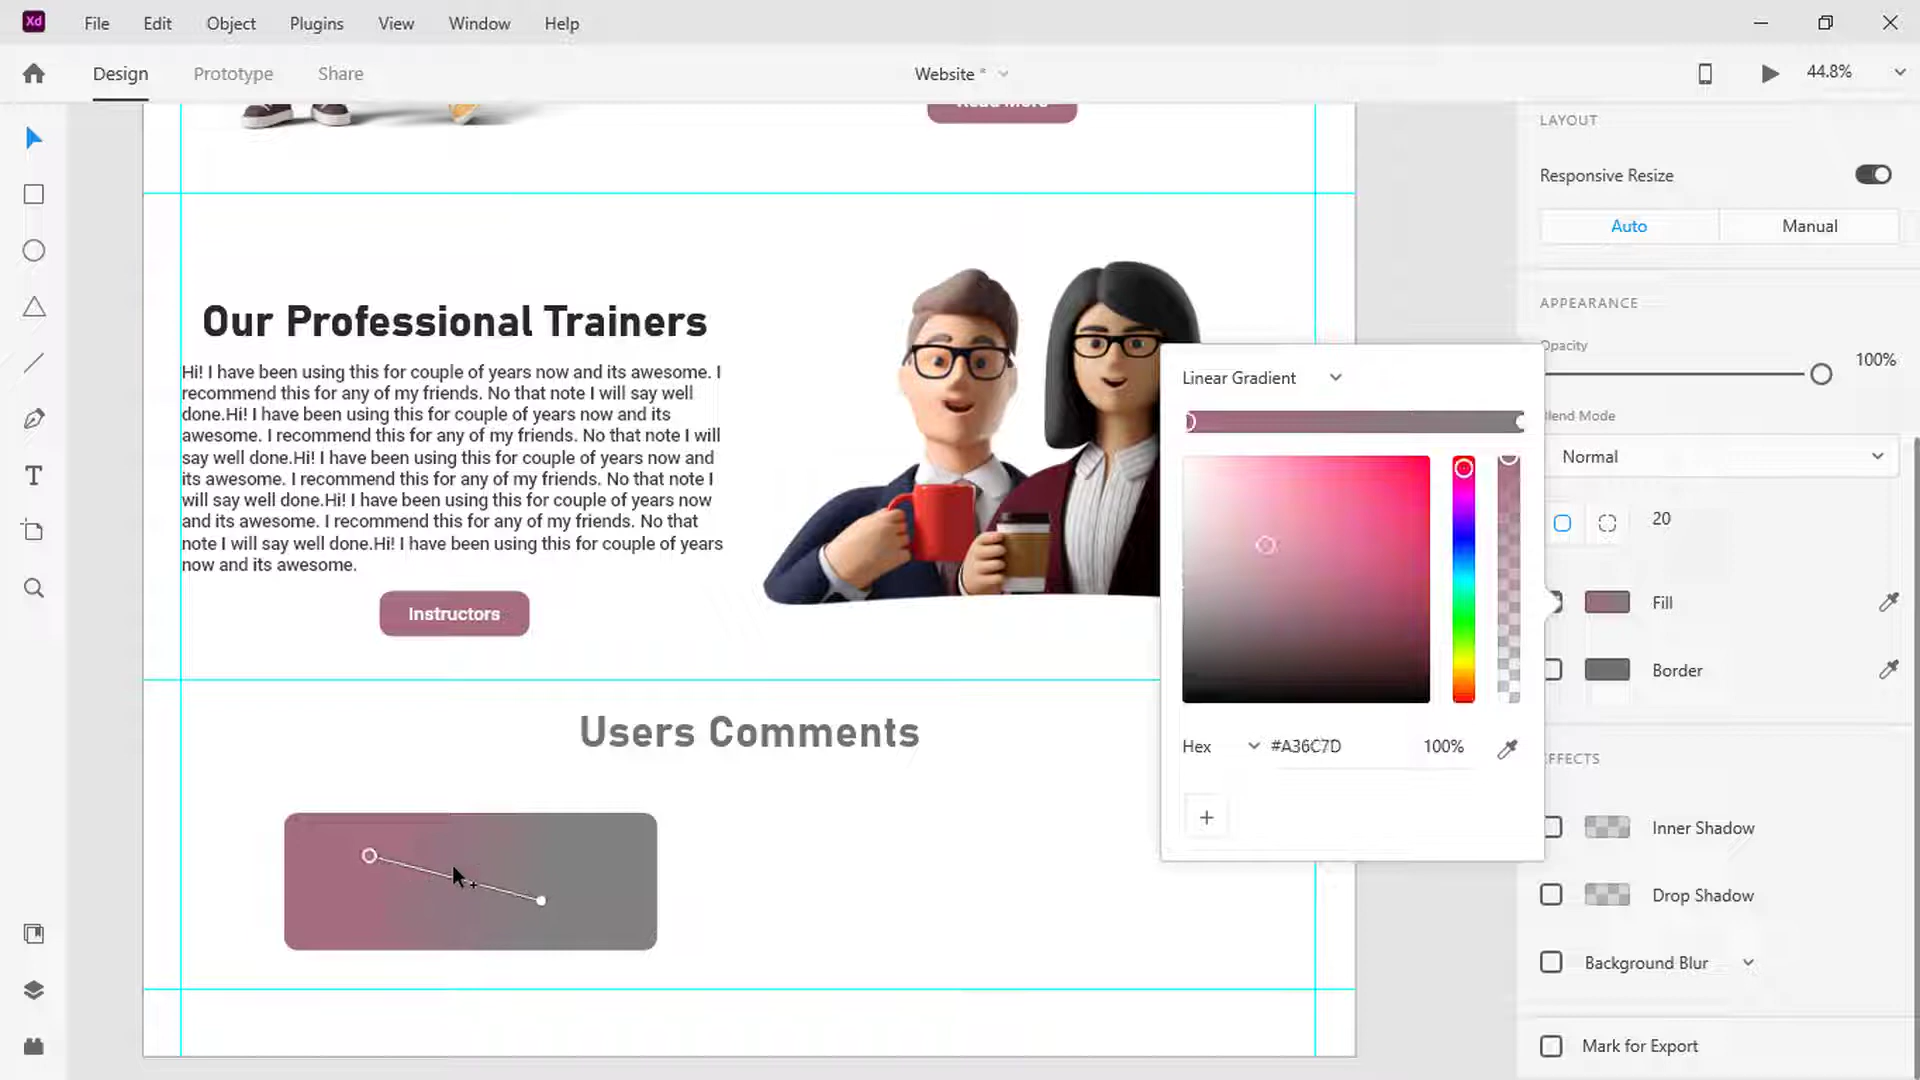 Xd File Edit Object Plugins View Window Help
Design Prototype Share Website * 44.8%
Read More
LAYOUT
Responsive Resize
Auto Manual
APPEARANCE
Opacity
100%
Blend Mode
Normal
20
Fill
Border
EFFECTS
Inner Shadow
Drop Shadow
Background Blur
Mark for Export
Our Professional Trainers
Hi! I have been using this for couple of years now and its awesome. I
recommend this for any of my friends. No that note I will say well
done.Hi! I have been using this for couple of years now and its
awesome. I recommend this for any of my friends. No that note I will
say well done.Hi! I have been using this for couple of years now and
its awesome. I recommend this for any of my friends. No that note I
will say well done.Hi! I have been using this for couple of years now
and its awesome. I recommend this for any of my friends. No that
note I will say well done.Hi! I have been using this for couple of years
now and its awesome.
Instructors
Users Comments
Linear Gradient
Hex #A36C7D 100%
+